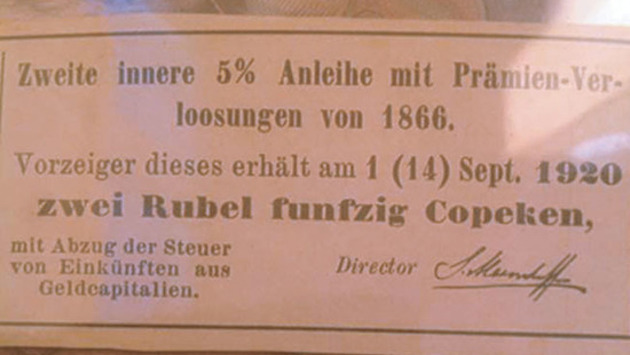 Zweite innere 5% Anleihe mit Prämien-Ver-
loosungen von 1866.
Vorzeiger dieses erhält am 1 (14) Sept. 1920
zwei Rubel funfzig Copeken,
mit Abzug der Steuer
von Einkünften aus
Geldcapitalien.
Director